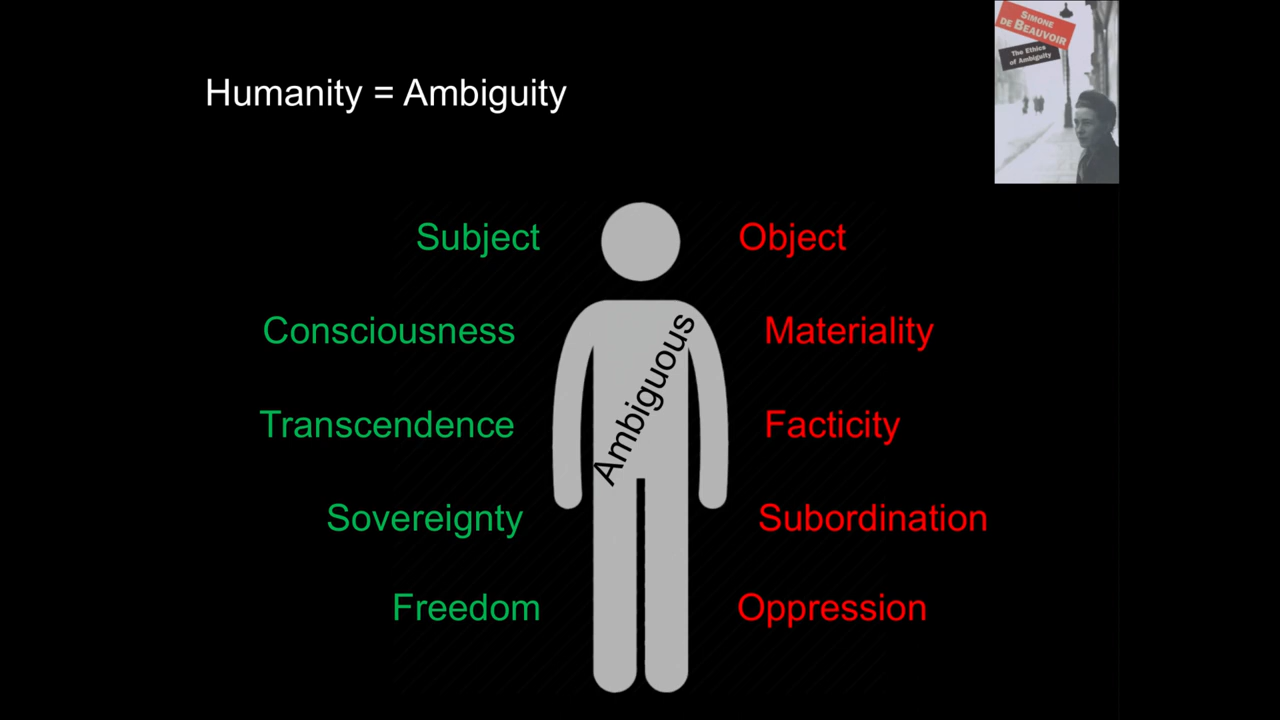 Humanity = Ambiguity
SIMONE
DE BEAUVOIR
The Ethics
of Ambiguity
Subject
Object
Consciousness
Materiality
Transcendence
Facticity
Sovereignty
Subordination
Freedom
Oppression
Ambiguous